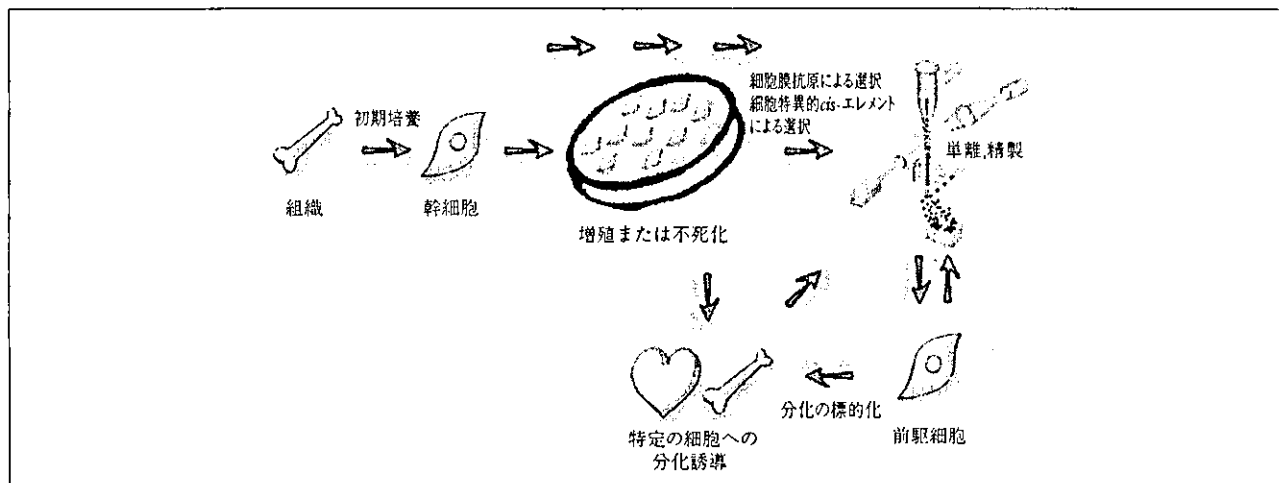 細胞膜抗原による選択
細胞特異的cis-エレメント
による選択
初期培養
単離,精製
組織
幹細胞
増殖または不死化
分化の標的化
前駆細胞
特定の細胞への
分化誘導